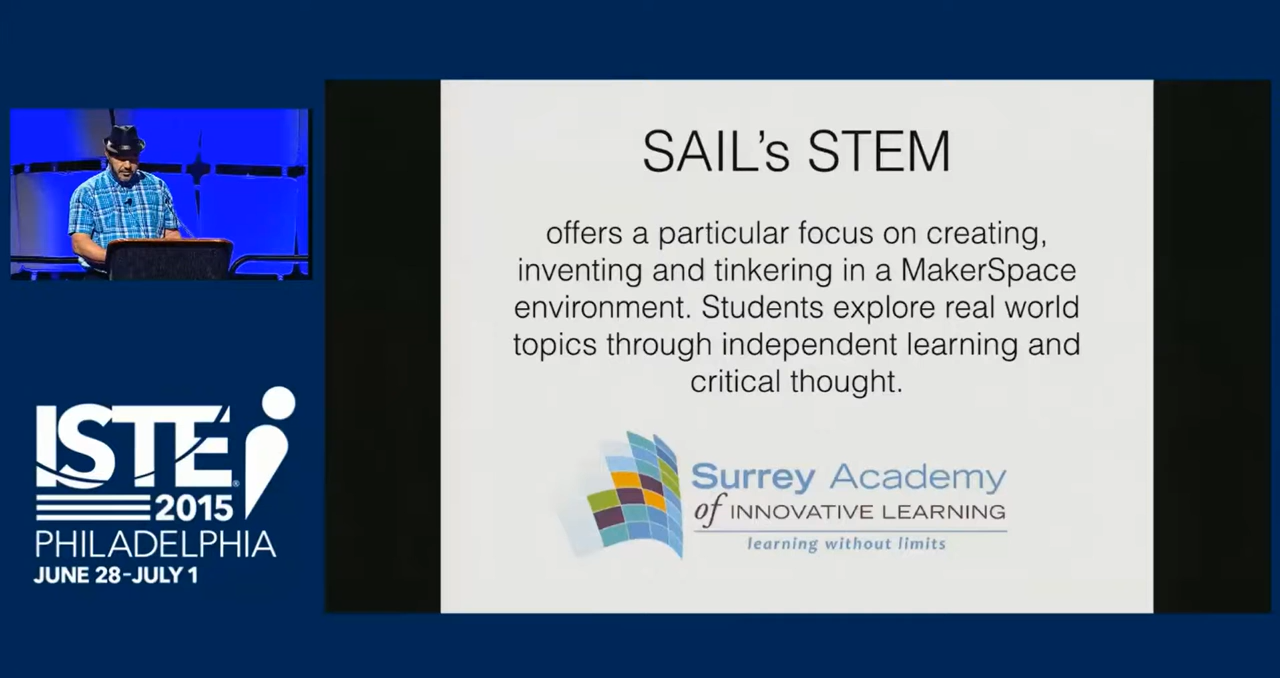 SAIL's STEM
offers a particular focus on creating,
inventing and tinkering in a MakerSpace
environment. Students explore real world
topics through independent learning and
critical thought.
Surrey Academy
of INNOVATIVE LEARNING
learning without limits
ISTE®
2015
PHILADELPHIA
JUNE 28-JULY 1